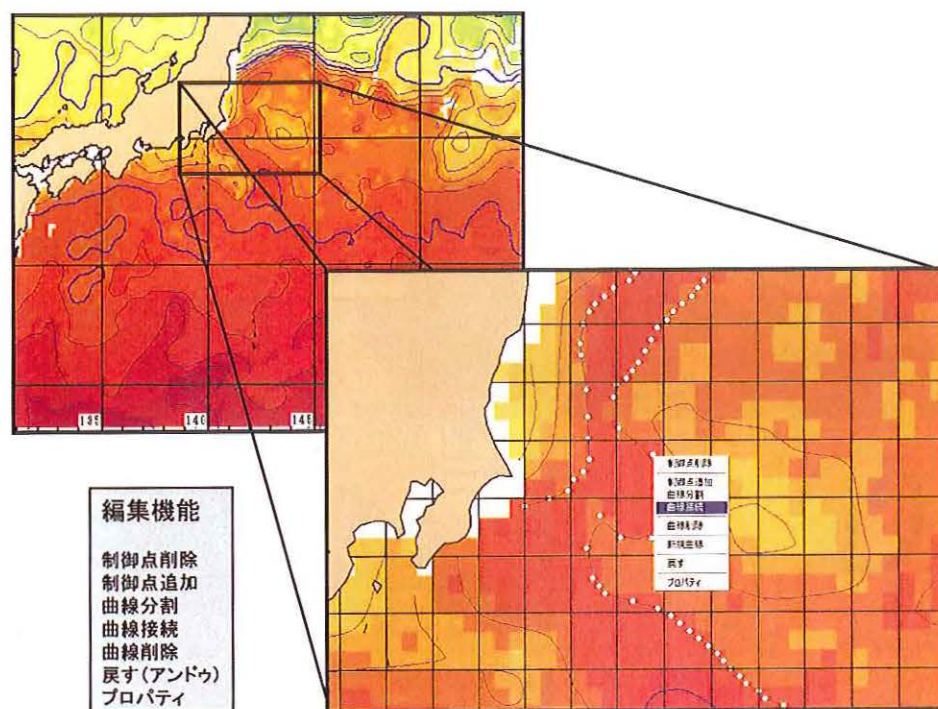 135
140
145
制御点削除
制御点追加
曲線分割
曲線接続
曲線削除
新規曲線
戻す
プロパティ
編集機能
制御点削除
制御点追加
曲線分割
曲線接続
曲線削除
戻す(アンドゥ)
プロパティ